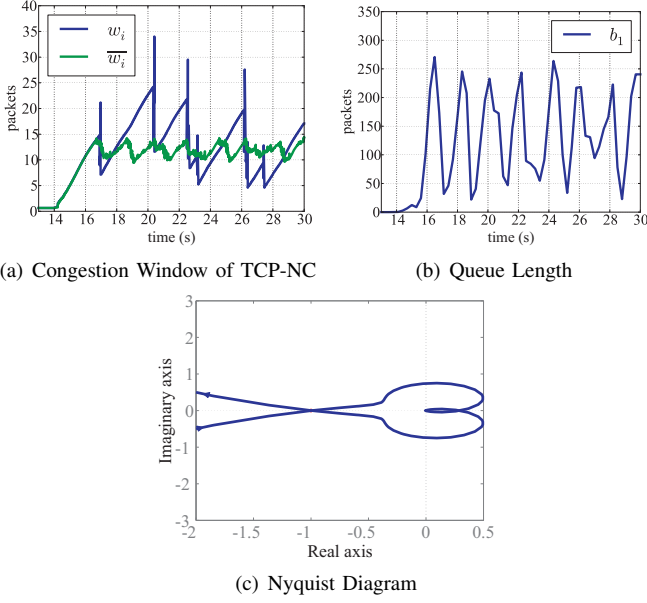 40
35
30
25
20
15
10
5
0
packets
w_i
\overline{w_i}
14 16 18 20 22 24 26 28 30
time (s)
(a) Congestion Window of TCP-NC
350
300
250
200
150
100
50
0
packets
b_1
14 16 18 20 22 24 26 28 30
time (s)
(b) Queue Length
3
2
1
0
-1
-2
-3
Imaginary axis
-2 -1.5 -1 -0.5 0 0.5
Real axis
(c) Nyquist Diagram